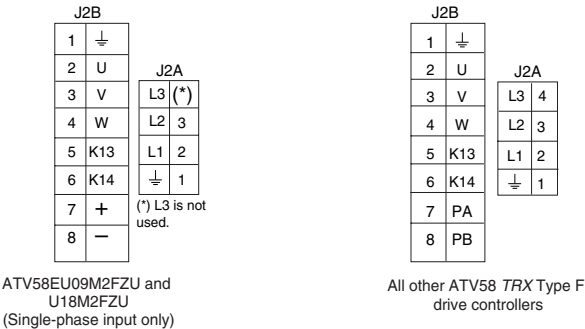 J2B
1 ⏚
2 U
3 V
4 W
5 K13
6 K14
7 +
8 –
J2A
L3 (*)
L2 3
L1 2
⏚ 1
(*) L3 is not
used.
ATV58EU09M2FZU and
U18M2FZU
(Single-phase input only)
J2B
1 ⏚
2 U
3 V
4 W
5 K13
6 K14
7 PA
8 PB
J2A
L3 4
L2 3
L1 2
⏚ 1
All other ATV58 TRX Type F
drive controllers